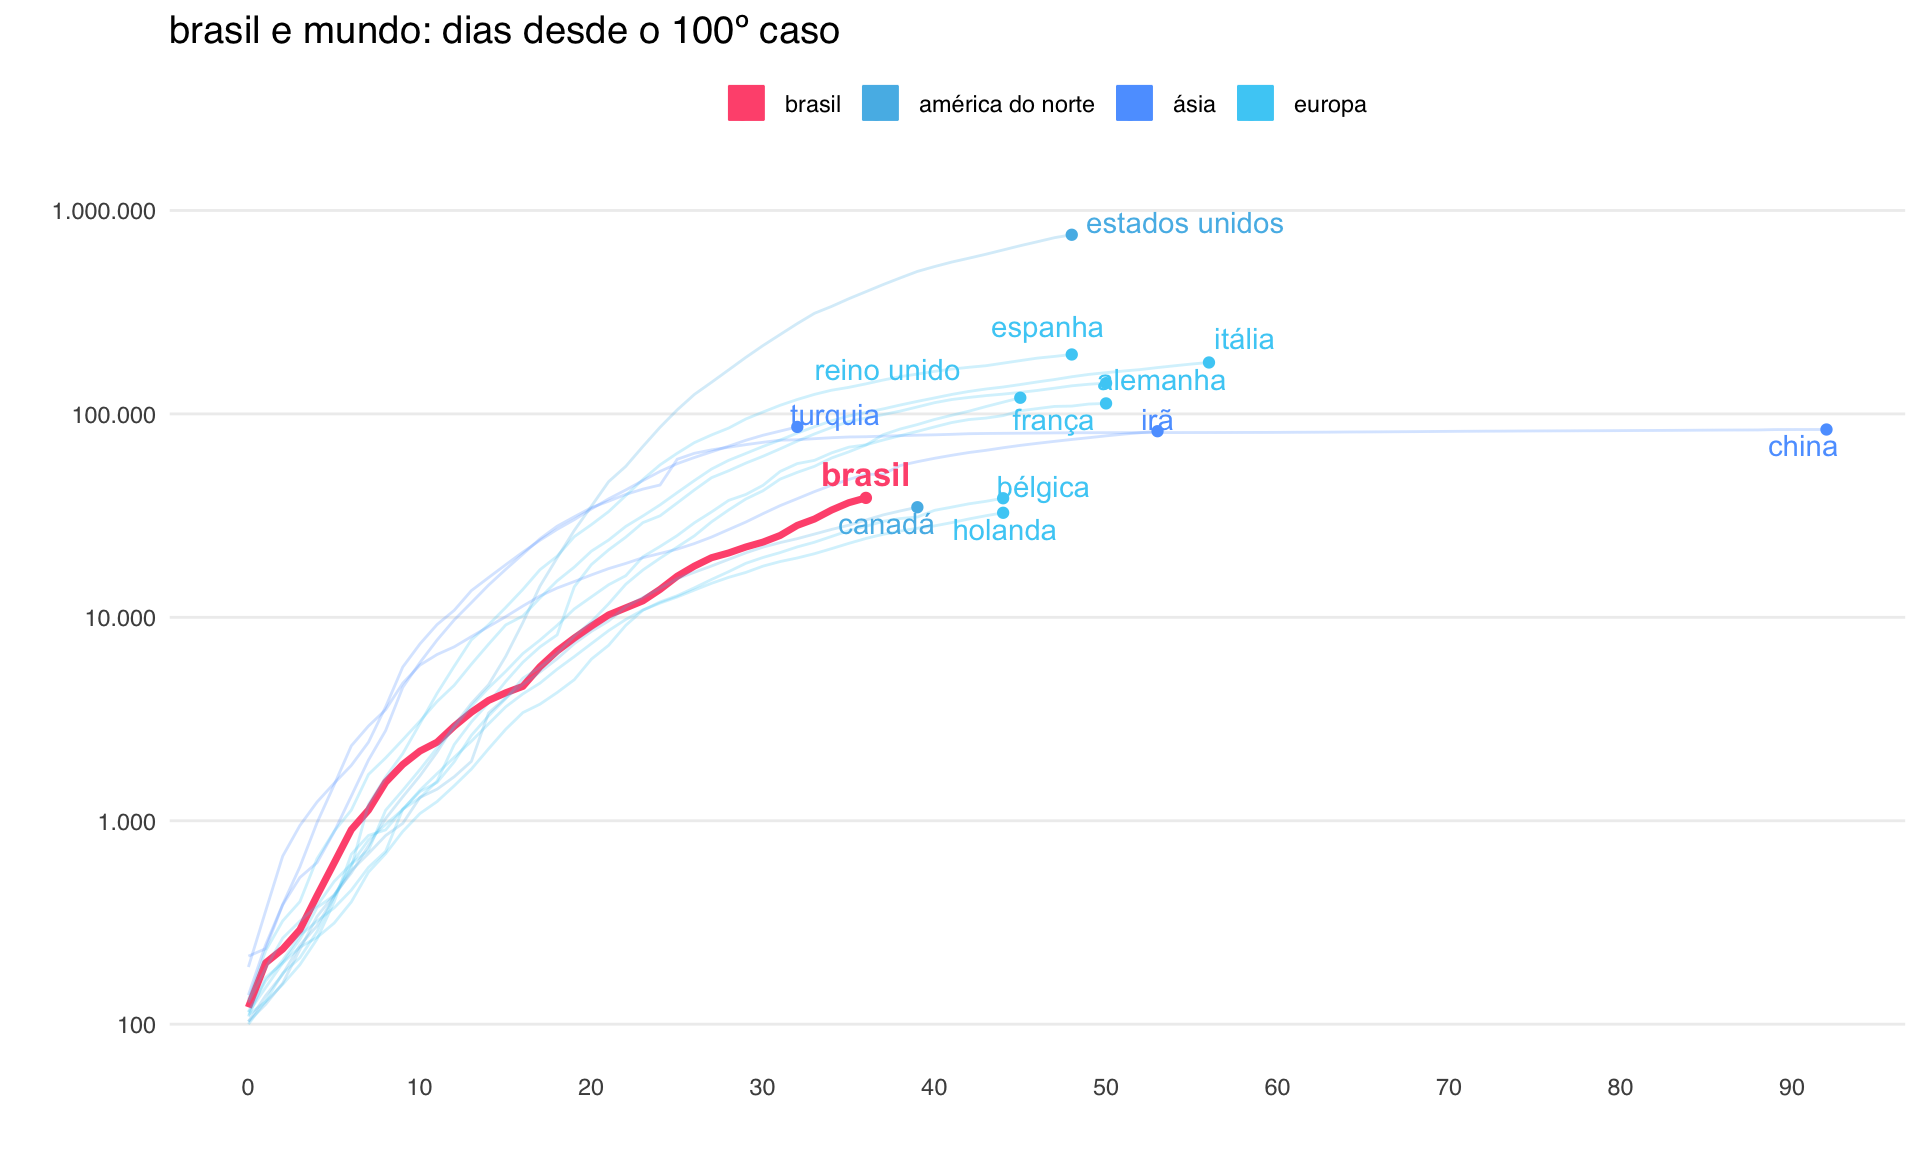 brasil e mundo: dias desde o 100º caso
brasil américa do norte ásia europa
1.000.000
estados unidos
espanha
itália
reino unido
alemanha
100.000
turquia
frança
irã
china
brasil
bélgica
canadá
holanda
10.000
1.000
100
0 10 20 30 40 50 60 70 80 90